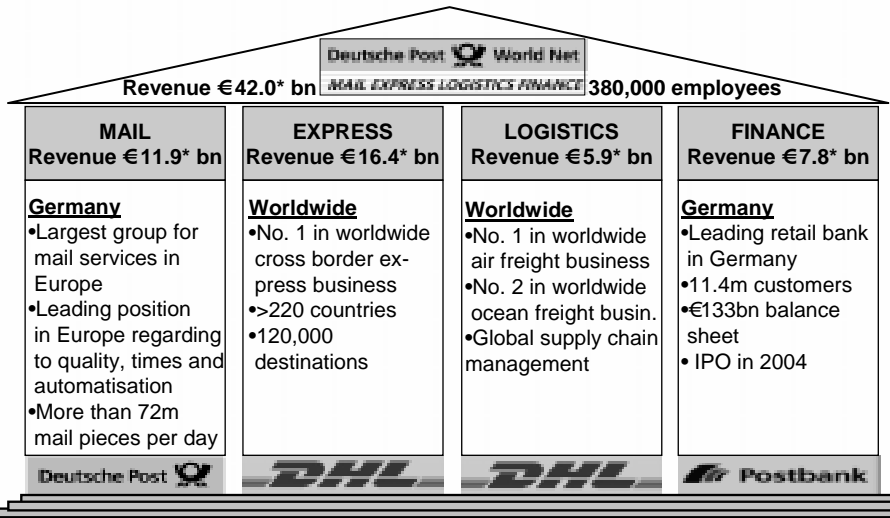 Deutsche Post World Net
MAIL EXPRESS LOGISTICS FINANCE
Revenue €42.0* bn
380,000 employees
MAIL
Revenue €11.9* bn
Germany
•Largest group for
mail services in
Europe
•Leading position
in Europe regarding
to quality, times and
automatisation
•More than 72m
mail pieces per day
Deutsche Post
EXPRESS
Revenue €16.4* bn
Worldwide
•No. 1 in worldwide
cross border ex-
press business
•>220 countries
•120,000
destinations
DHL
LOGISTICS
Revenue €5.9* bn
Worldwide
•No. 1 in worldwide
air freight business
•No. 2 in worldwide
ocean freight busin.
•Global supply chain
management
DHL
FINANCE
Revenue €7.8* bn
Germany
•Leading retail bank
in Germany
•11.4m customers
•€133bn balance
sheet
• IPO in 2004
Postbank